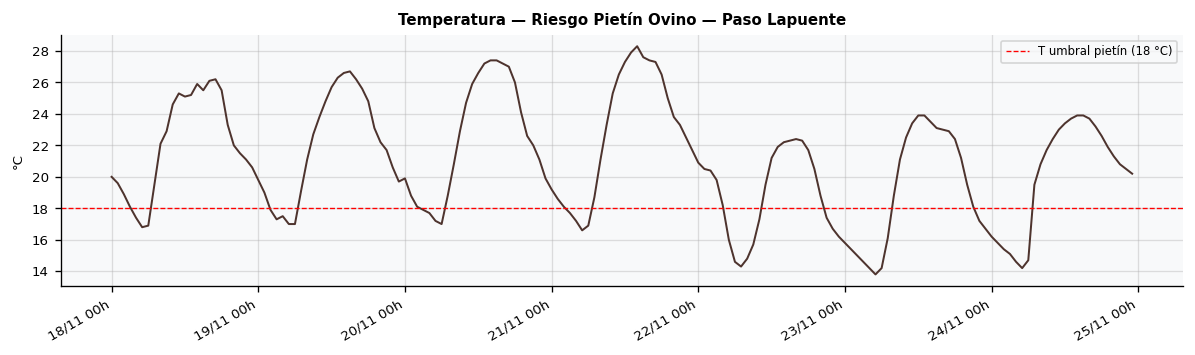 Temperatura — Riesgo Pietín Ovino — Paso Lapuente
T umbral pietín (18 °C)
°C
28
26
24
22
20
18
16
14
18/11 00h
19/11 00h
20/11 00h
21/11 00h
22/11 00h
23/11 00h
24/11 00h
25/11 00h